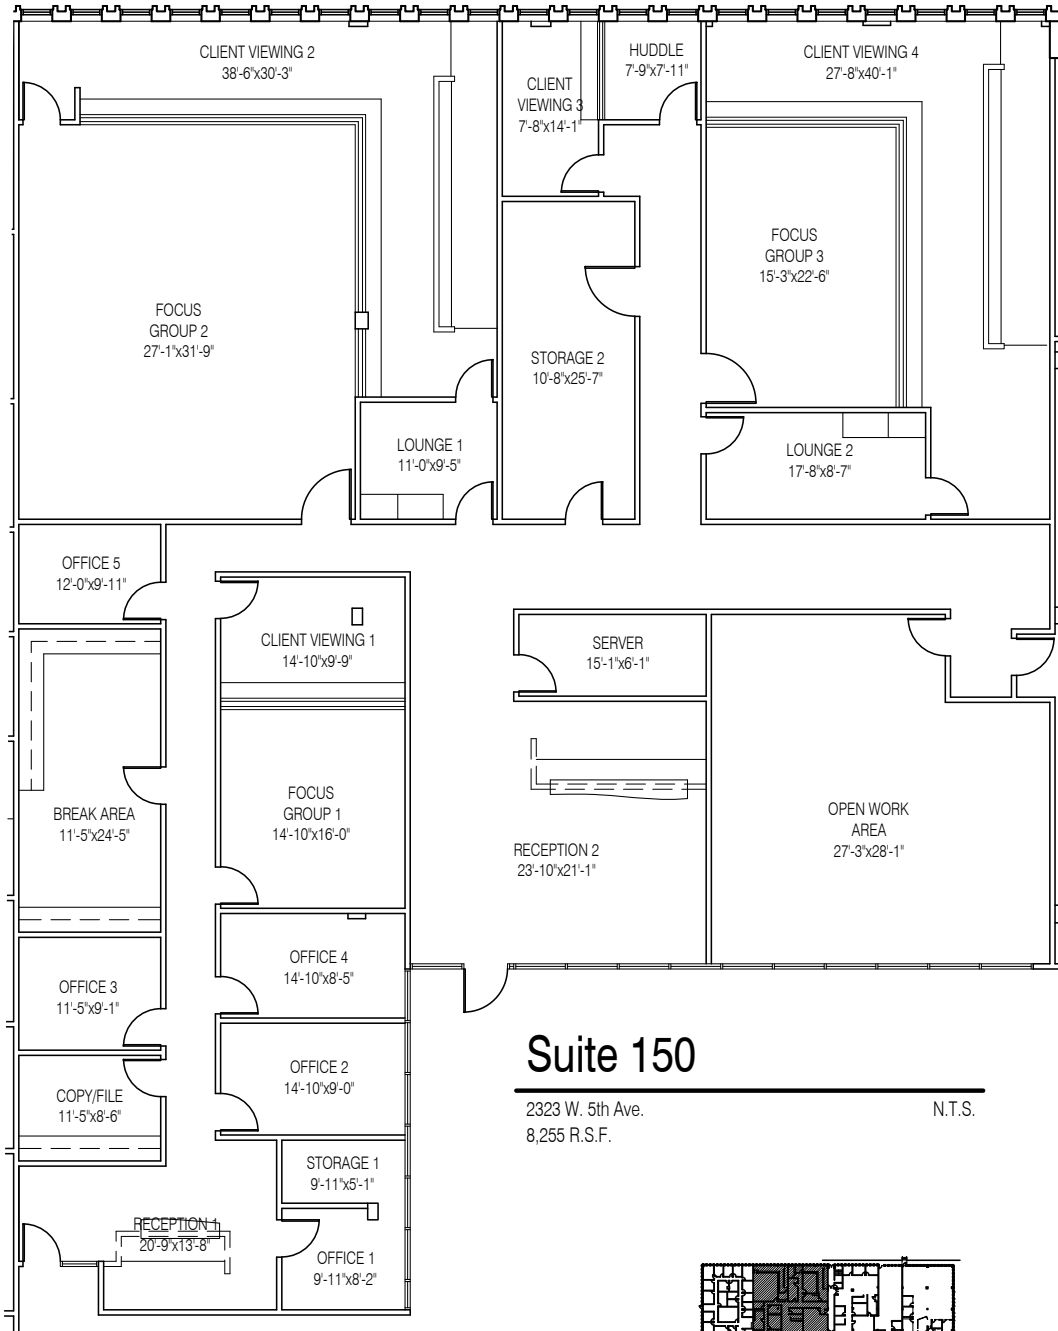 CLIENT VIEWING 2
38'-6"x30'-3"
CLIENT
VIEWING 3
7'-8"x14'-1"
HUDDLE
7'-9"x7'-11"
CLIENT VIEWING 4
27'-8"x40'-1"
FOCUS
GROUP 2
27'-1"x31'-9"
FOCUS
GROUP 3
15'-3"x22'-6"
STORAGE 2
10'-8"x25'-7"
LOUNGE 1
11'-0"x9'-5"
LOUNGE 2
17'-8"x8'-7"
OFFICE 5
12'-0"x9'-11"
CLIENT VIEWING 1
14'-10"x9'-9"
SERVER
15'-1"x6'-1"
BREAK AREA
11'-5"x24'-5"
FOCUS
GROUP 1
14'-10"x16'-0"
RECEPTION 2
23'-10"x21'-1"
OPEN WORK
AREA
27'-3"x28'-1"
OFFICE 4
14'-10"x8'-5"
OFFICE 3
11'-5"x9'-1"
OFFICE 2
14'-10"x9'-0"
COPY/FILE
11'-5"x8'-6"
STORAGE 1
9'-11"x5'-1"
RECEPTION 1
20'-9"x13'-8"
OFFICE 1
9'-11"x8'-2"
Suite 150
2323 W. 5th Ave.
N.T.S.
8,255 R.S.F.